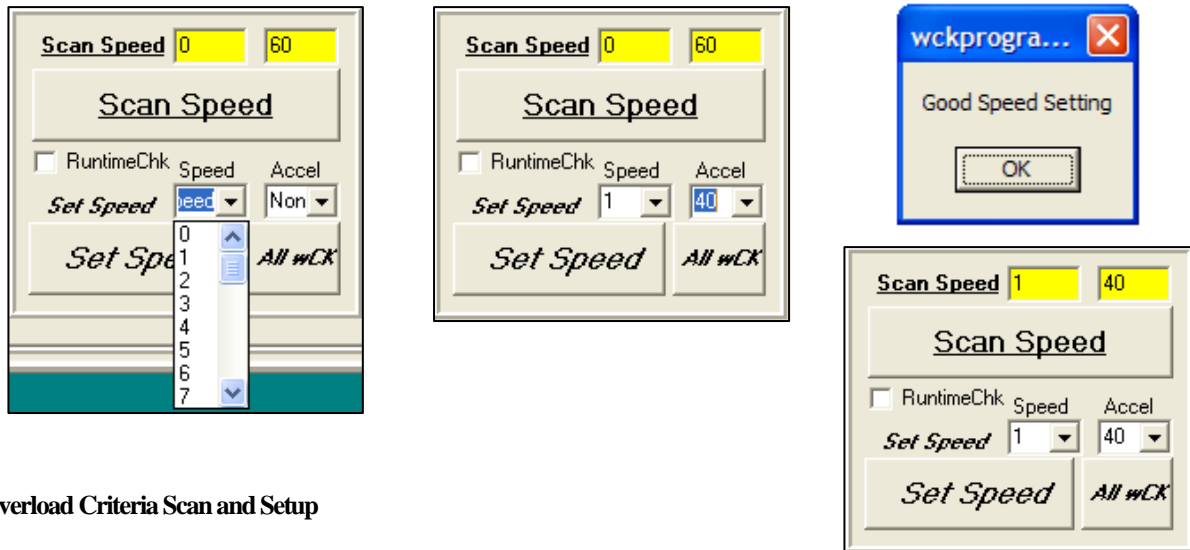 Scan Speed 0 60
Scan Speed
RuntimeChk Speed Accel
Set Speed peed Non
Set Spe All wCK
0
1
2
3
4
5
6
7
Scan Speed 0 60
Scan Speed
RuntimeChk Speed Accel
Set Speed 1 40
Set Speed All wCK
wckprogra...
Good Speed Setting
OK
Scan Speed 1 40
Scan Speed
RuntimeChk Speed Accel
Set Speed 1 40
Set Speed All wCK
verload Criteria Scan and Setup